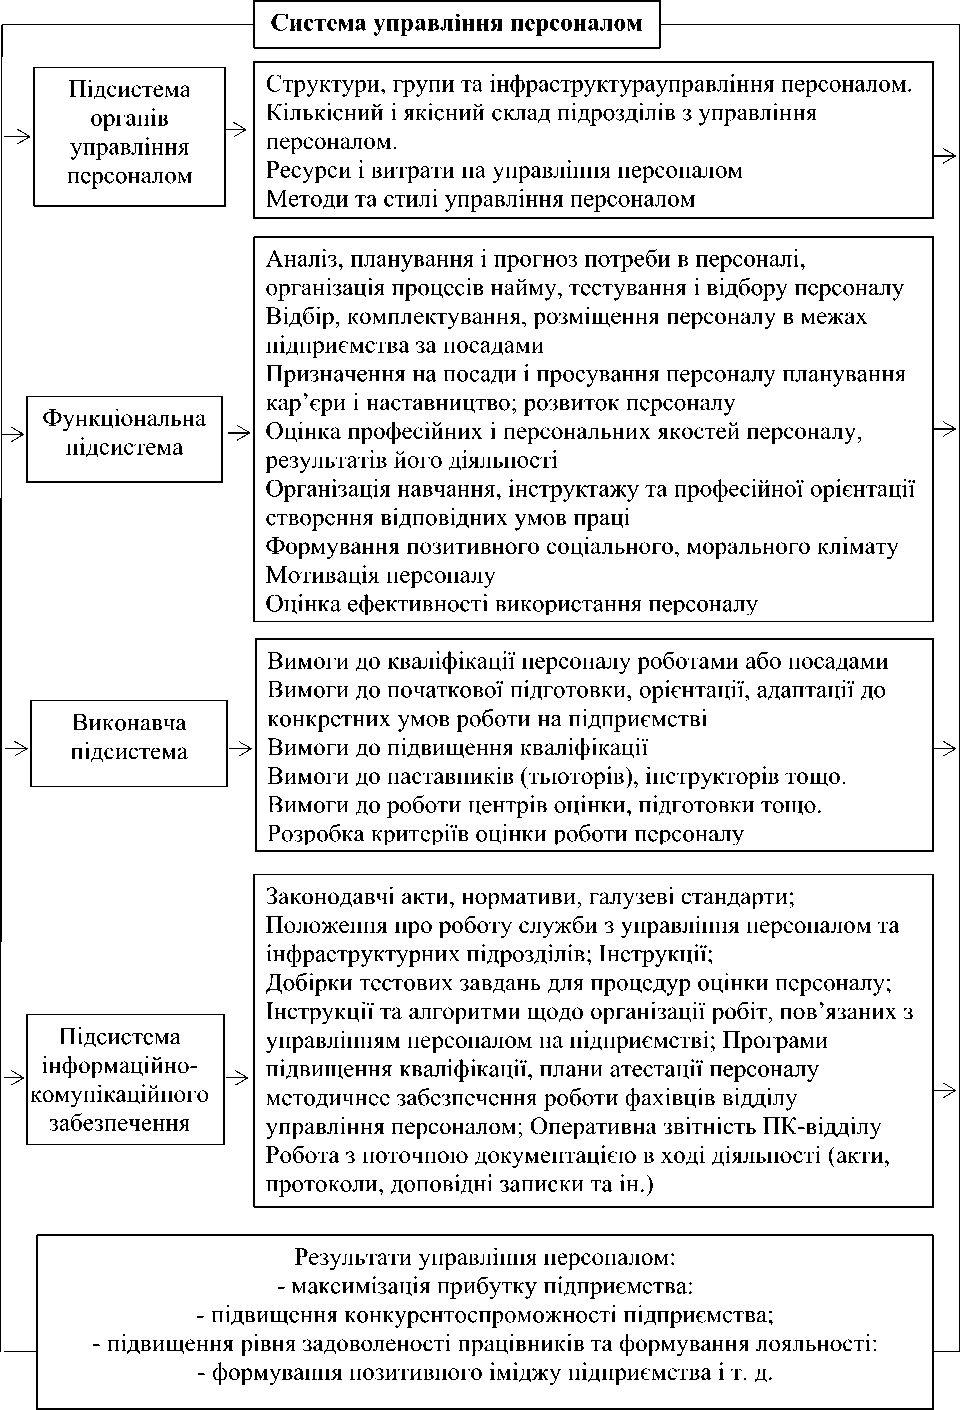 Система управління персоналом
Підсистема
органів
управління
персоналом
Структури, групи та інфраструктурауправління персоналом.
Кількісний і якісний склад підрозділів з управління
персоналом.
Ресурси і витрати на управління персоналом
Методи та стилі управління персоналом
Функціональна
підсистема
Аналіз, планування і прогноз потреби в персоналі,
організація процесів найму, тестування і відбору персоналу
Відбір, комплектування, розміщення персоналу в межах
підприємства за посадами
Призначення на посади і просування персоналу планування
кар’єри і наставництво; розвиток персоналу
Оцінка професійних і персональних якостей персоналу,
результатів його діяльності
Організація навчання, інструктажу та професійної орієнтації
створення відповідних умов праці
Формування позитивного соціального, морального клімату
Мотивація персоналу
Оцінка ефективності використання персоналу
Виконавча
підсистема
Вимоги до кваліфікації персоналу роботами або посадами
Вимоги до початкової підготовки, орієнтації, адаптації до
конкретних умов роботи на підприємстві
Вимоги до підвищення кваліфікації
Вимоги до наставників (тьюторів), інструкторів тощо.
Вимоги до роботи центрів оцінки, підготовки тощо.
Розробка критеріїв оцінки роботи персоналу
Підсистема
інформаційно-
комунікаційного
забезпечення
Законодавчі акти, нормативи, галузеві стандарти;
Положення про роботу служби з управління персоналом та
інфраструктурних підрозділів; Інструкції;
Добірки тестових завдань для процедур оцінки персоналу;
Інструкції та алгоритми щодо організації робіт, пов’язаних з
управлінням персоналом на підприємстві; Програми
підвищення кваліфікації, плани атестації персоналу
методичнее забезпечення роботи фахівців відділу
управління персоналом; Оперативна звітність ПК-відділу
Робота з поточною документацією в ході діяльності (акти,
протоколи, доповідні записки та ін.)
Результати управління персоналом:
- максимізація прибутку підприємства:
- підвищення конкурентоспроможності підприємства;
- підвищення рівня задоволеності працівників та формування лояльності:
- формування позитивного іміджу підприємства і т. д.